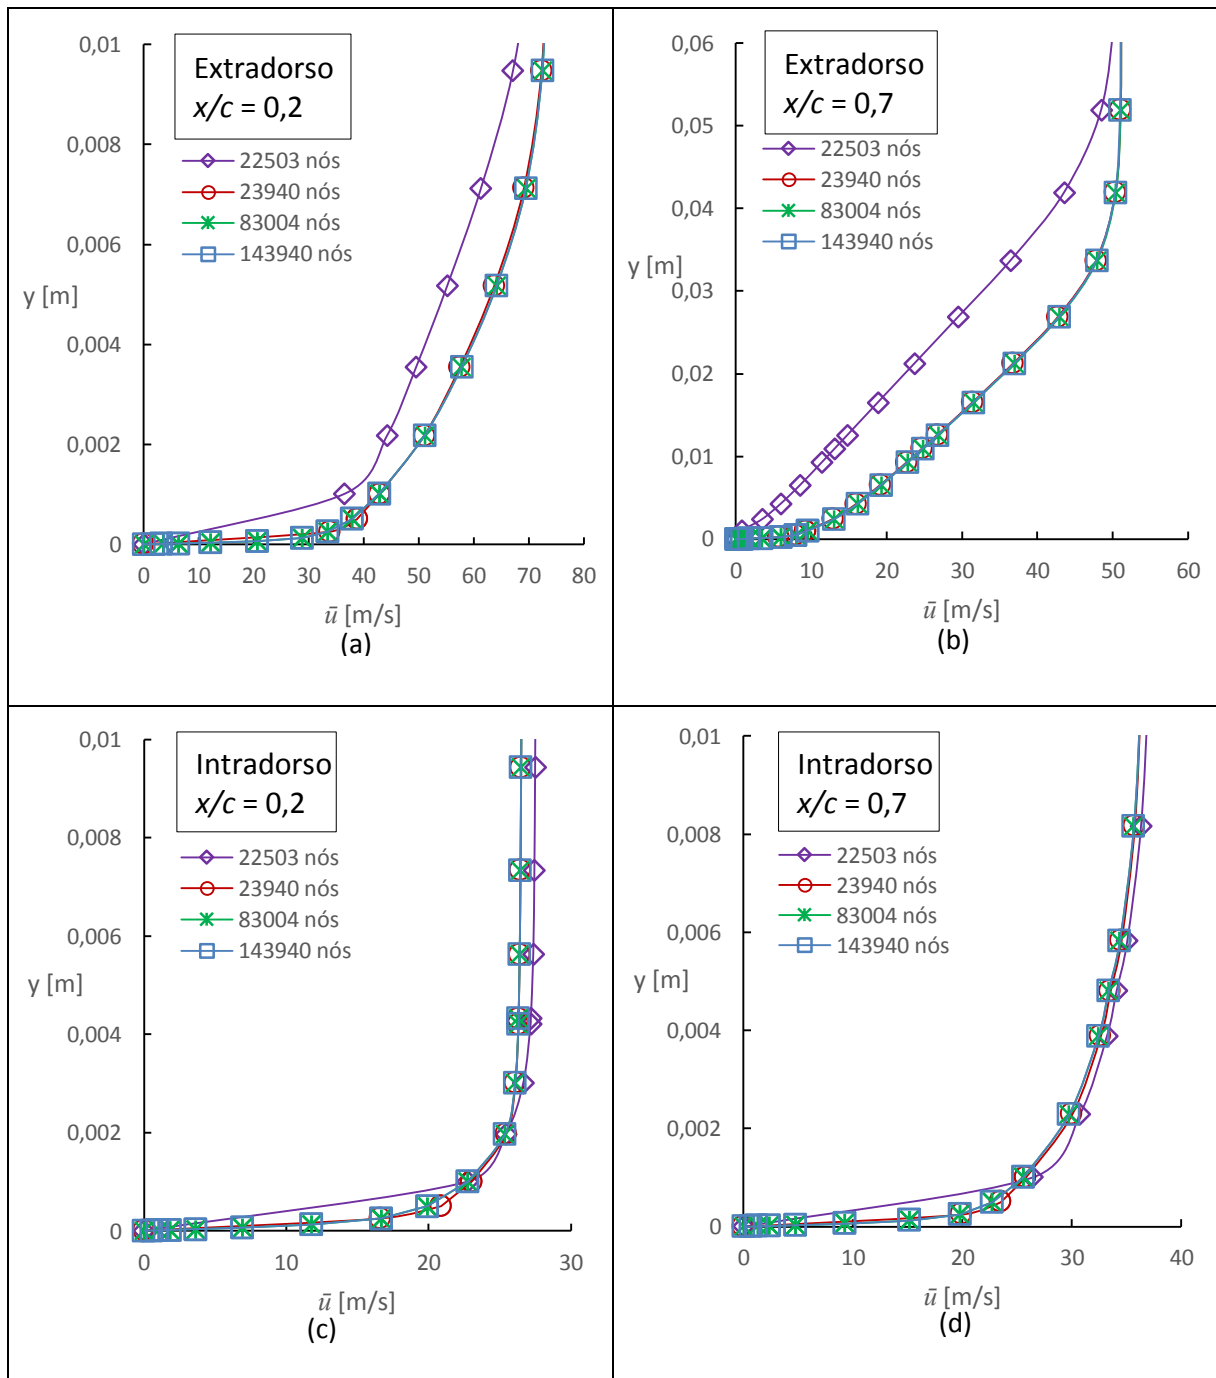 Extradorso
x/c = 0,2
22503 nós
23940 nós
83004 nós
143940 nós
0,01
0,008
0,006
0,004
0,002
0
y [m]
0 10 20 30 40 50 60 70 80
ū [m/s]
(a)
Extradorso
x/c = 0,7
22503 nós
23940 nós
83004 nós
143940 nós
0,06
0,05
0,04
0,03
0,02
0,01
0
y [m]
0 10 20 30 40 50 60
ū [m/s]
(b)
Intradorso
x/c = 0,2
22503 nós
23940 nós
83004 nós
143940 nós
0,01
0,008
0,006
0,004
0,002
0
y [m]
0 10 20 30
ū [m/s]
(c)
Intradorso
x/c = 0,7
22503 nós
23940 nós
83004 nós
143940 nós
0,01
0,008
0,006
0,004
0,002
0
y [m]
0 10 20 30 40
ū [m/s]
(d)